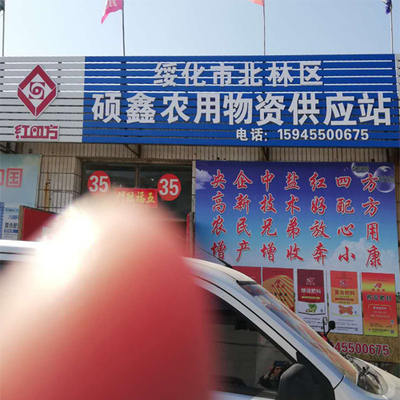 绥化市北林区
硕鑫农用物资供应站
红四方
电话：15945500675
35
35
央企中盐红四方
高新技术好配方
农民兄弟放心用
增产增收奔小康
45500675